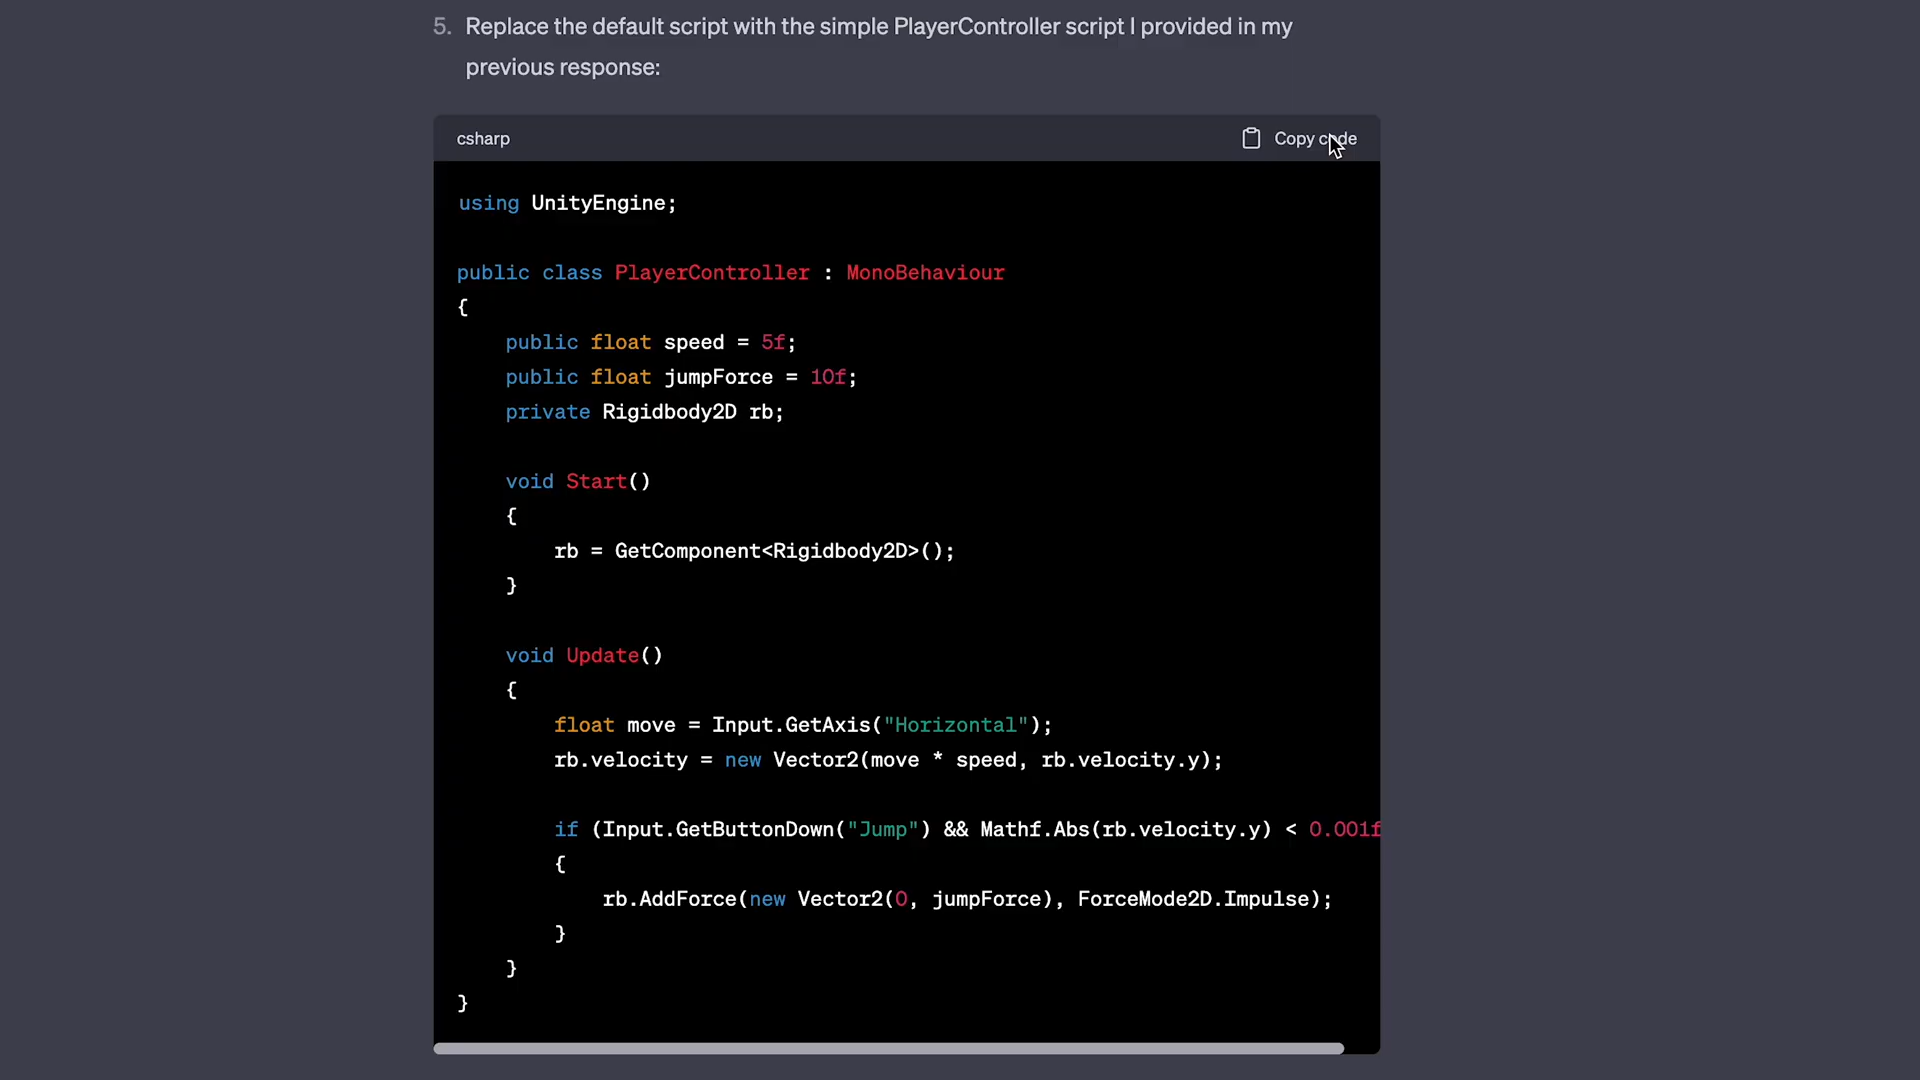 5. Replace the default script with the simple PlayerController script I provided in my
previous response:
csharp
Copy code
using UnityEngine;
public class PlayerController : MonoBehaviour
{
    public float speed = 5f;
    public float jumpForce = 10f;
    private Rigidbody2D rb;
    void Start()
    {
        rb = GetComponent<Rigidbody2D>();
    }
    void Update()
    {
        float move = Input.GetAxis("Horizontal");
        rb.velocity = new Vector2(move * speed, rb.velocity.y);
        if (Input.GetButtonDown("Jump") && Mathf.Abs(rb.velocity.y) < 0.001f
        {
            rb.AddForce(new Vector2(0, jumpForce), ForceMode2D.Impulse);
        }
    }
}